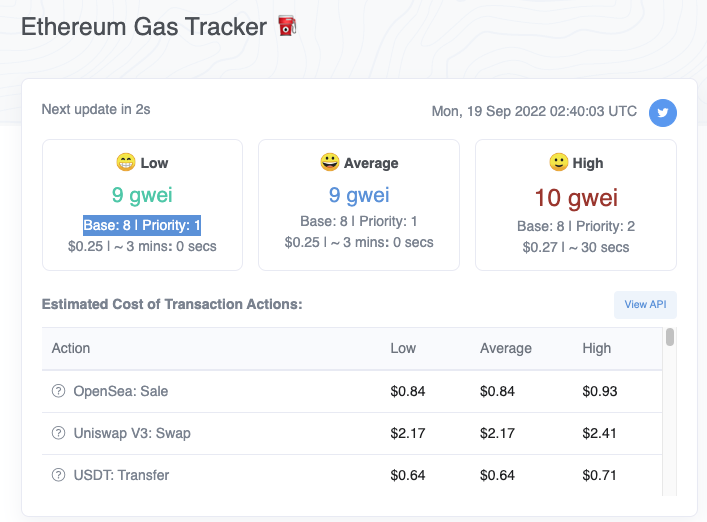 Ethereum Gas Tracker
Next update in 2s
Mon, 19 Sep 2022 02:40:03 UTC
Low
9 gwei
Base: 8 | Priority: 1
$0.25 | ~ 3 mins: 0 secs
Average
9 gwei
Base: 8 | Priority: 1
$0.25 | ~ 3 mins: 0 secs
High
10 gwei
Base: 8 | Priority: 2
$0.27 | ~ 30 secs
Estimated Cost of Transaction Actions:
View API
Action Low Average High
? OpenSea: Sale $0.84 $0.84 $0.93
? Uniswap V3: Swap $2.17 $2.17 $2.41
? USDT: Transfer $0.64 $0.64 $0.71